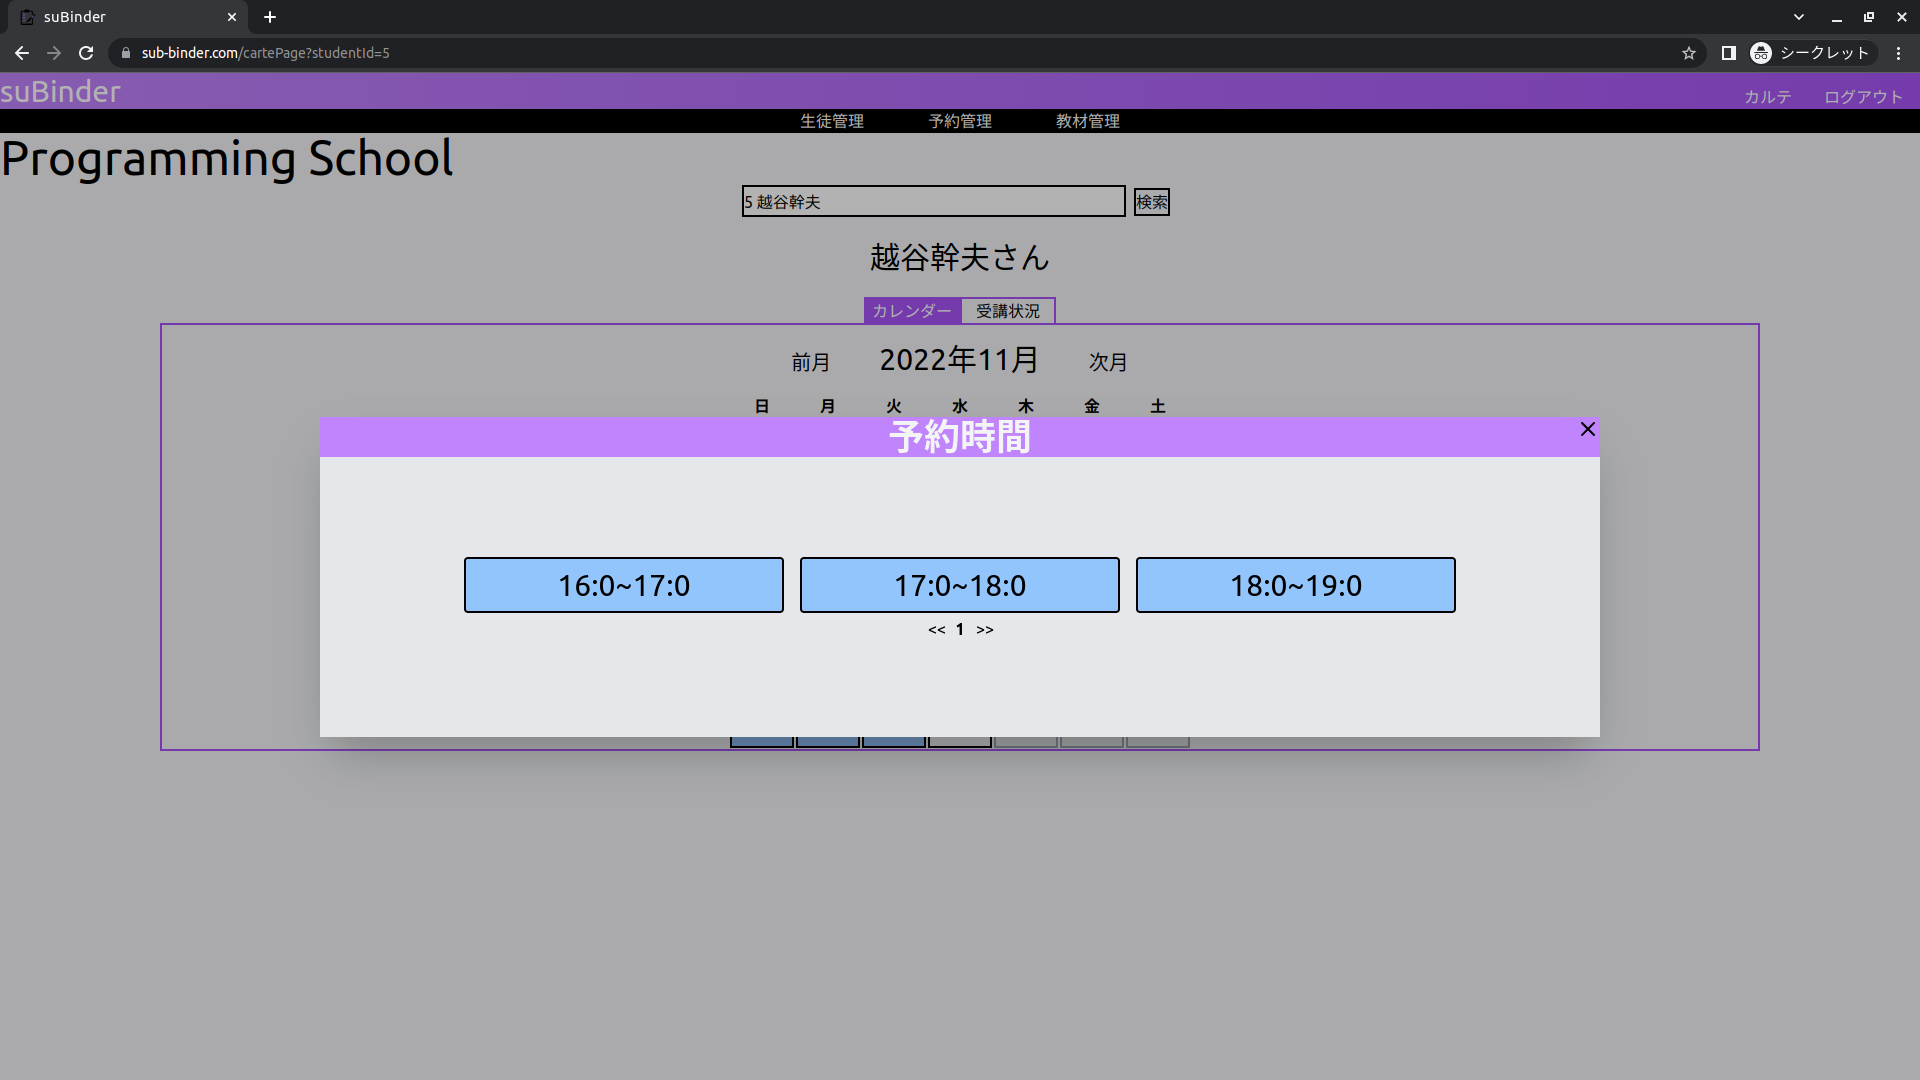 suBinder
sub-binder.com/cartePage?studentId=5
シークレット
suBinder
カルテ ログアウト
生徒管理 予約管理 教材管理
Programming School
5 越谷幹夫 検索
越谷幹夫さん
カレンダー 受講状況
前月 2022年11月 次月
日 月 火 水 木 金 土
予約時間
16:0~17:0 17:0~18:0 18:0~19:0
<< 1 >>